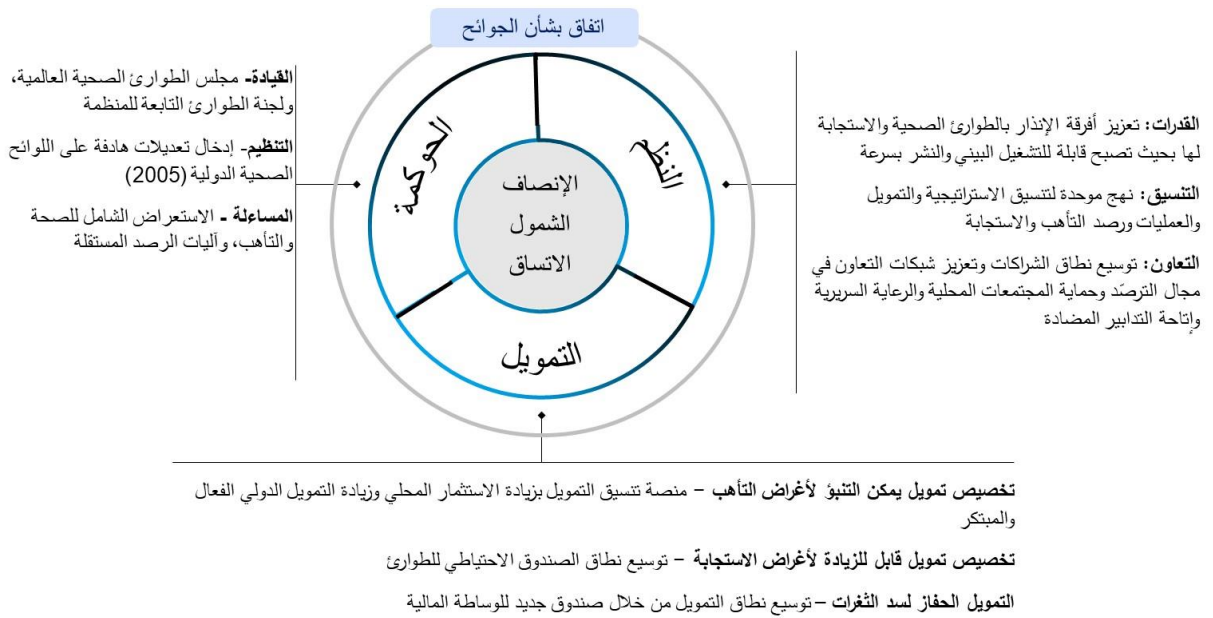 اتفاق بشأن الجوائح
القدرات: تعزيز أفرقة الإنذار بالطوارئ الصحية والاستجابة
لها بحيث تصبح قابلة للتشغيل البيني والنشر بسرعة
التنسيق: نهج موحدة لتنسيق الاستراتيجية والتمويل
والعمليات ورصد التأهب والاستجابة
التعاون: توسيع نطاق الشراكات وتعزيز شبكات التعاون في
مجال الترصّد وحماية المجتمعات المحلية والرعاية السريرية
وإتاحة التدابير المضادة
النظم
الحوكمة
التمويل
الإنصاف
الشمول
الاتساق
القيادة- مجلس الطوارئ الصحية العالمية،
ولجنة الطوارئ التابعة للمنظمة
التنظيم- إدخال تعديلات هادفة على اللوائح
الصحية الدولية (2005)
المساءلة - الاستعراض الشامل للصحة
والتأهب، وآليات الرصد المستقلة
تخصيص تمويل يمكن التنبؤ لأغراض التأهب – منصة تنسيق التمويل بزيادة الاستثمار المحلي وزيادة التمويل الدولي الفعال
والمبتكر
تخصيص تمويل قابل للزيادة لأغراض الاستجابة – توسيع نطاق الصندوق الاحتياطي للطوارئ
التمويل الحفاز لسد الثغرات – توسيع نطاق التمويل من خلال صندوق جديد للوساطة المالية